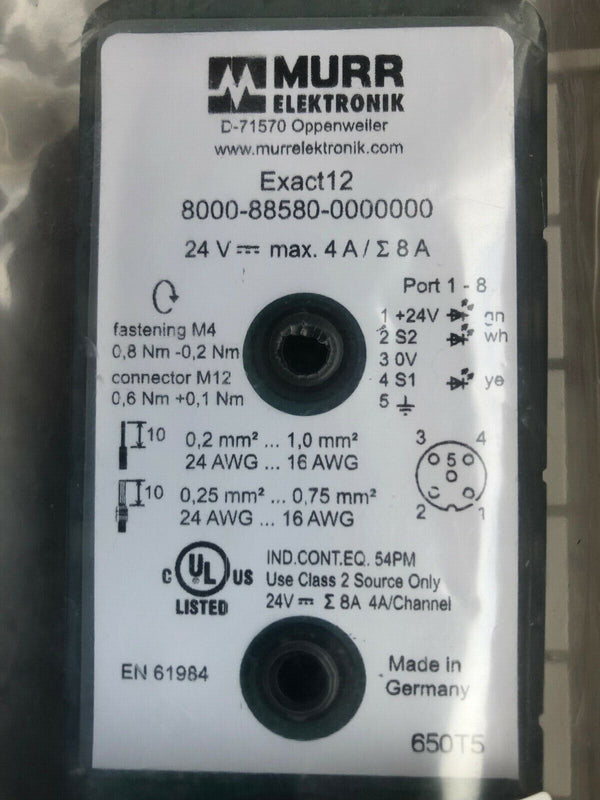 MURR
ELEKTRONIK
D-71570 Oppenweiler
www.murrelektronik.com
Exact12
8000-88580-0000000
24 V⎓ max. 4 A / Σ 8 A
Port 1 - 8
fastening M4
0,8 Nm -0,2 Nm
connector M12
0,6 Nm +0,1 Nm
1 +24V gn
2 S2 wh
3 0V
4 S1 ye
5 ⏚
10 0,2 mm² ... 1,0 mm²
24 AWG ... 16 AWG
10 0,25 mm² ... 0,75 mm²
24 AWG ... 16 AWG
3 4
5
2 1
C UL US
LISTED
IND.CONT.EQ. 54PM
Use Class 2 Source Only
24V⎓ Σ 8A 4A/Channel
EN 61984
Made in
Germany
650T5